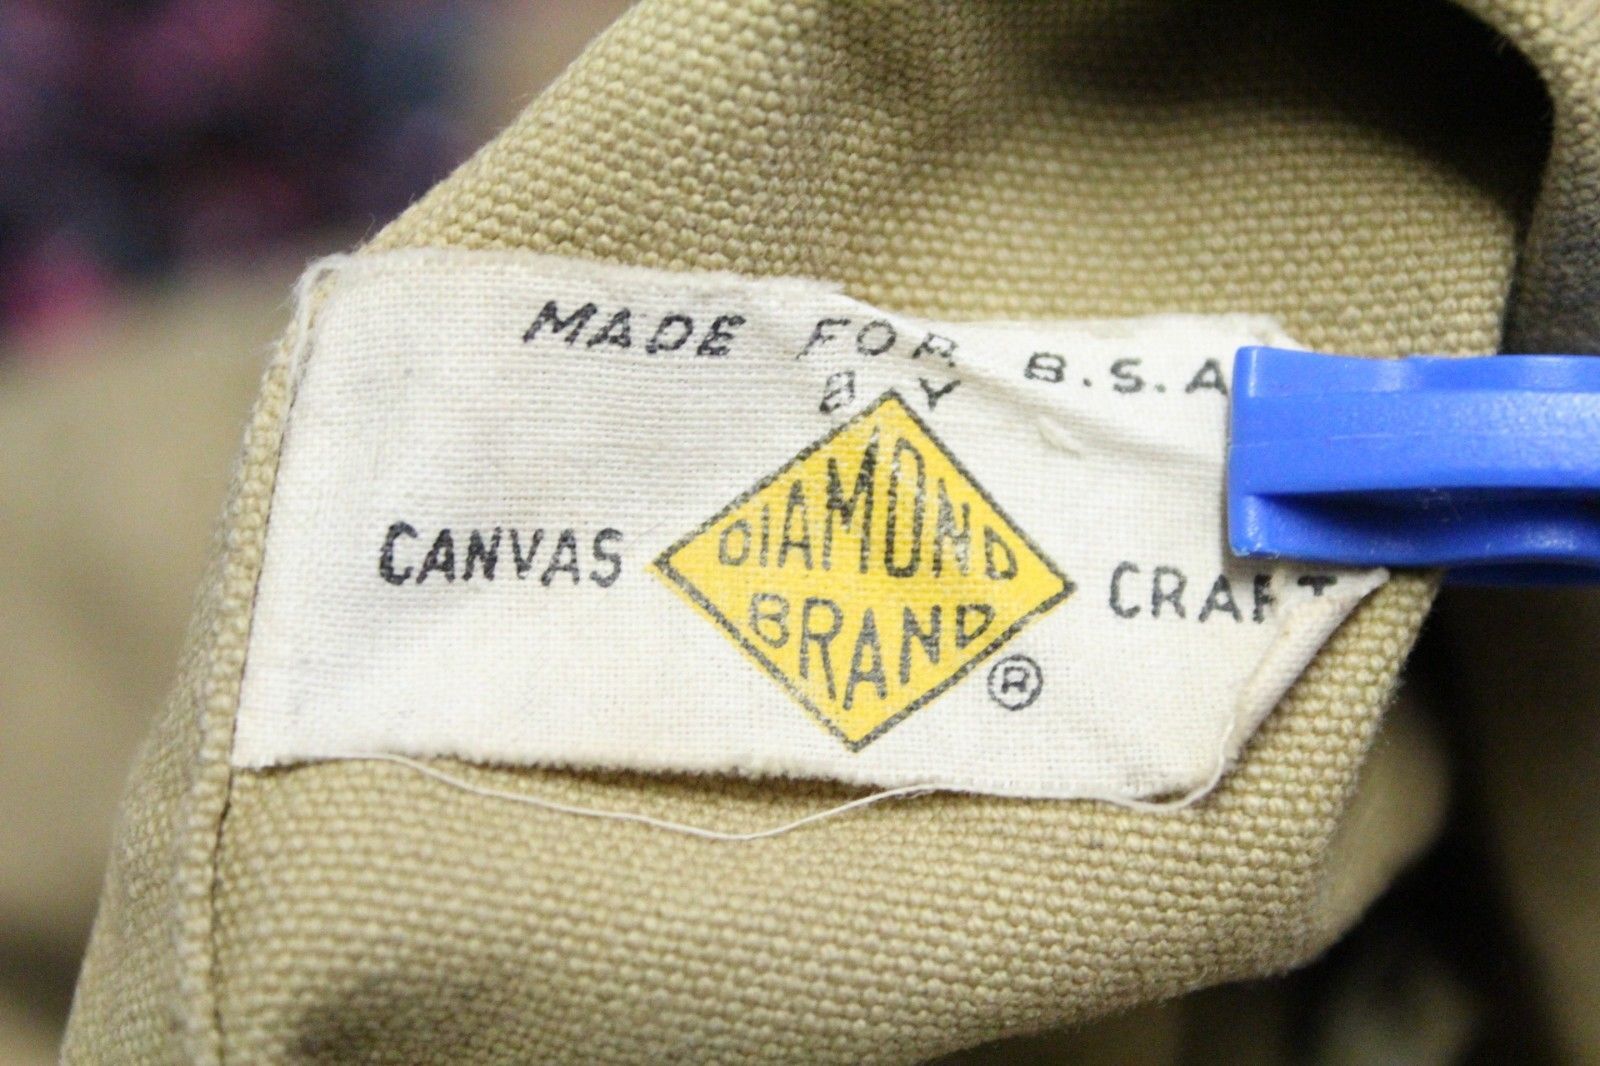 MADE FOR B.S.A
BY
CANVAS DIAMOND BRAND ® CRAFT